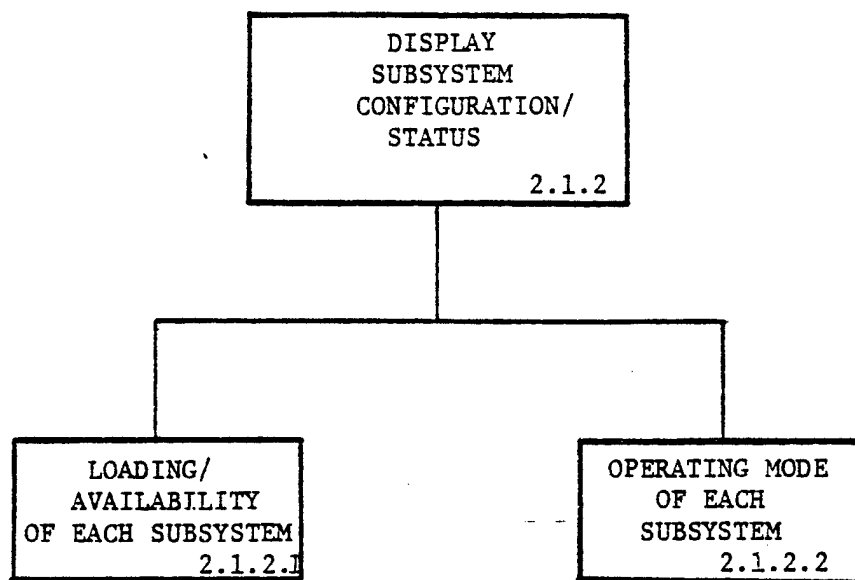 DISPLAY
SUBSYSTEM
CONFIGURATION/
STATUS
2.1.2
LOADING/
AVAILABILITY
OF EACH SUBSYSTEM
2.1.2.1
OPERATING MODE
OF EACH
SUBSYSTEM
2.1.2.2